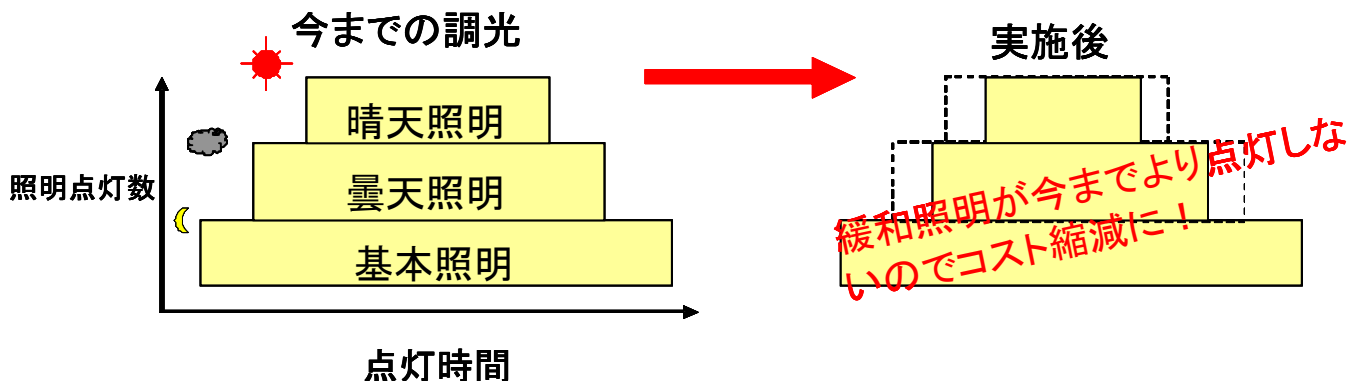 今までの調光
実施後
晴天照明
曇天照明
基本照明
照明点灯数
点灯時間
緩和照明が今までより点灯しな
いのでコスト縮減に！